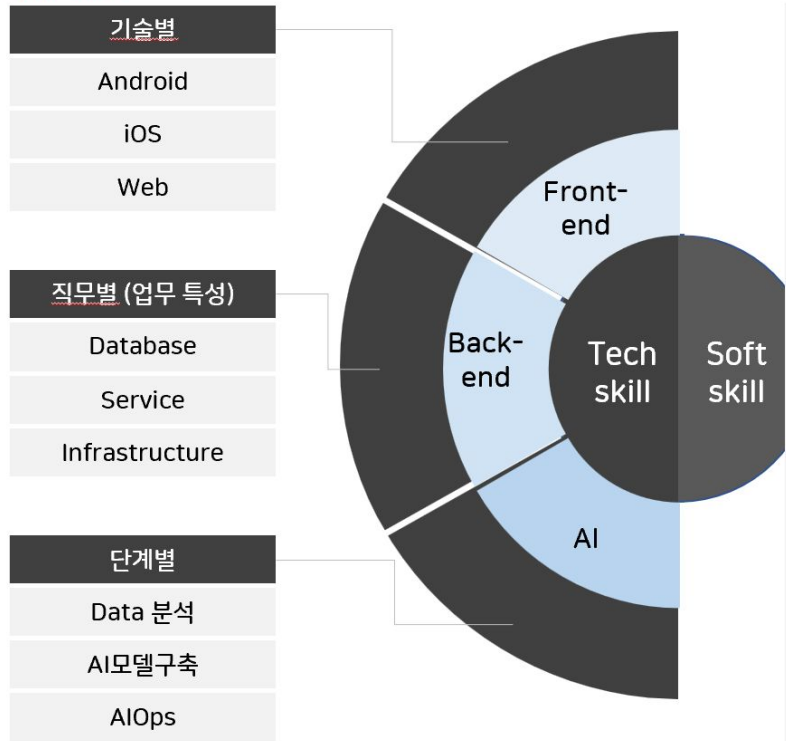 기술별
Android
iOS
Web
직무별 (업무 특성)
Database
Service
Infrastructure
단계별
Data 분석
AI모델구축
AIOps
Front-
end
Back-
end
AI
Tech
skill
Soft
skill